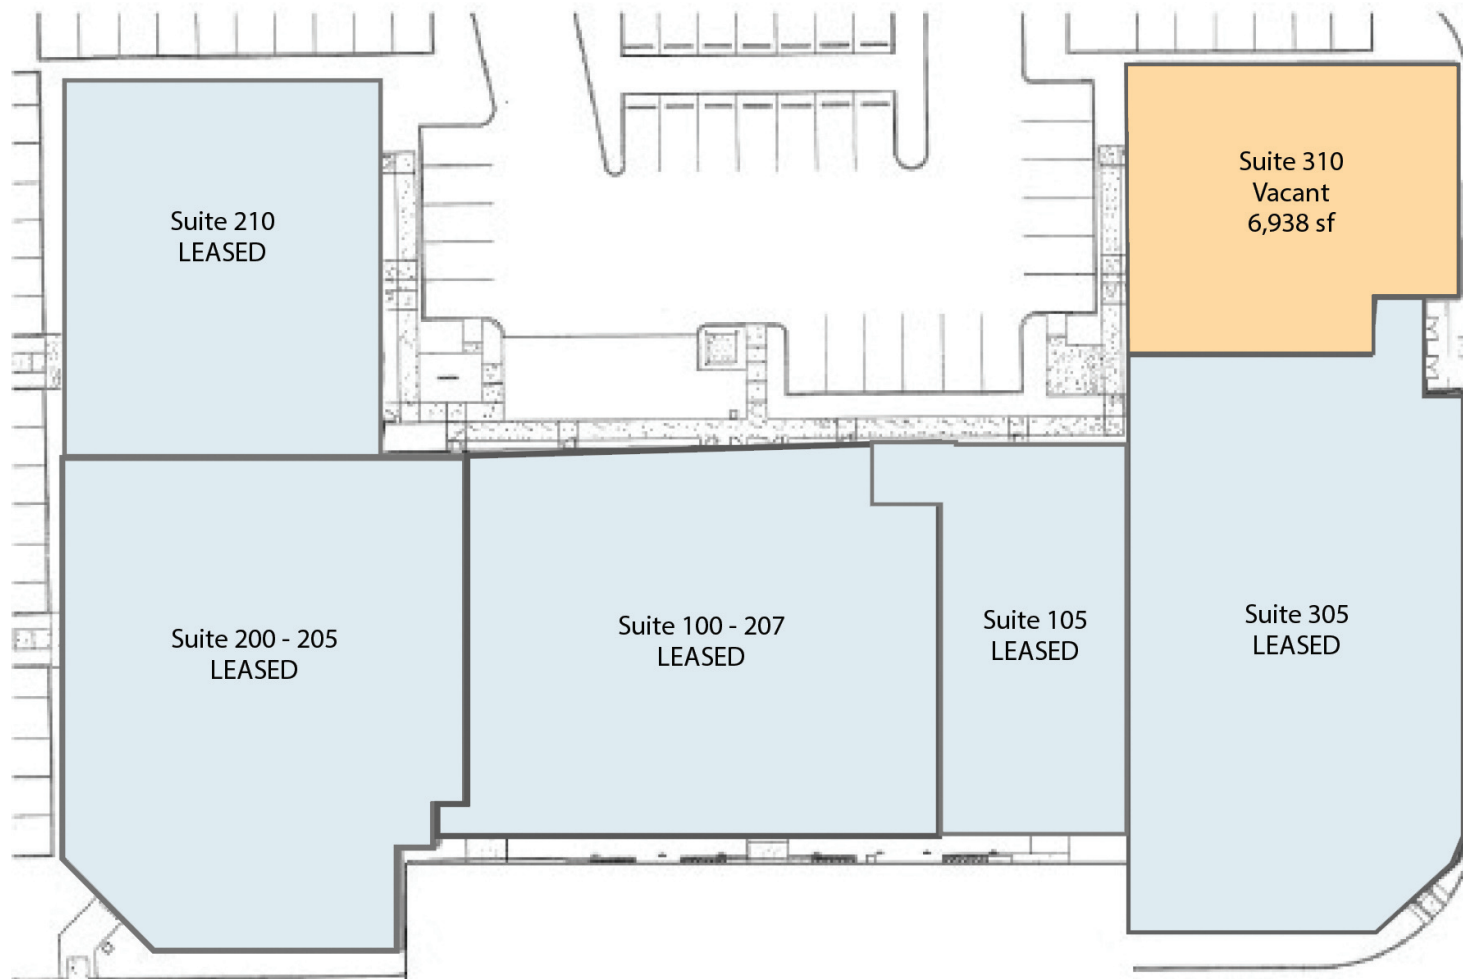 Suite 210
LEASED
Suite 310
Vacant
6,938 sf
Suite 200 - 205
LEASED
Suite 100 - 207
LEASED
Suite 105
LEASED
Suite 305
LEASED